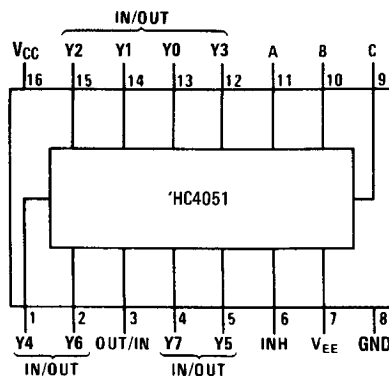 IN/OUT
VCC Y2 Y1 Y0 Y3 A B C
16 15 14 13 12 11 10 9
'HC4051
1 2 3 4 5 6 7 8
Y4 Y6 OUT/IN Y7 Y5 INH VEE GND
IN/OUT IN/OUT